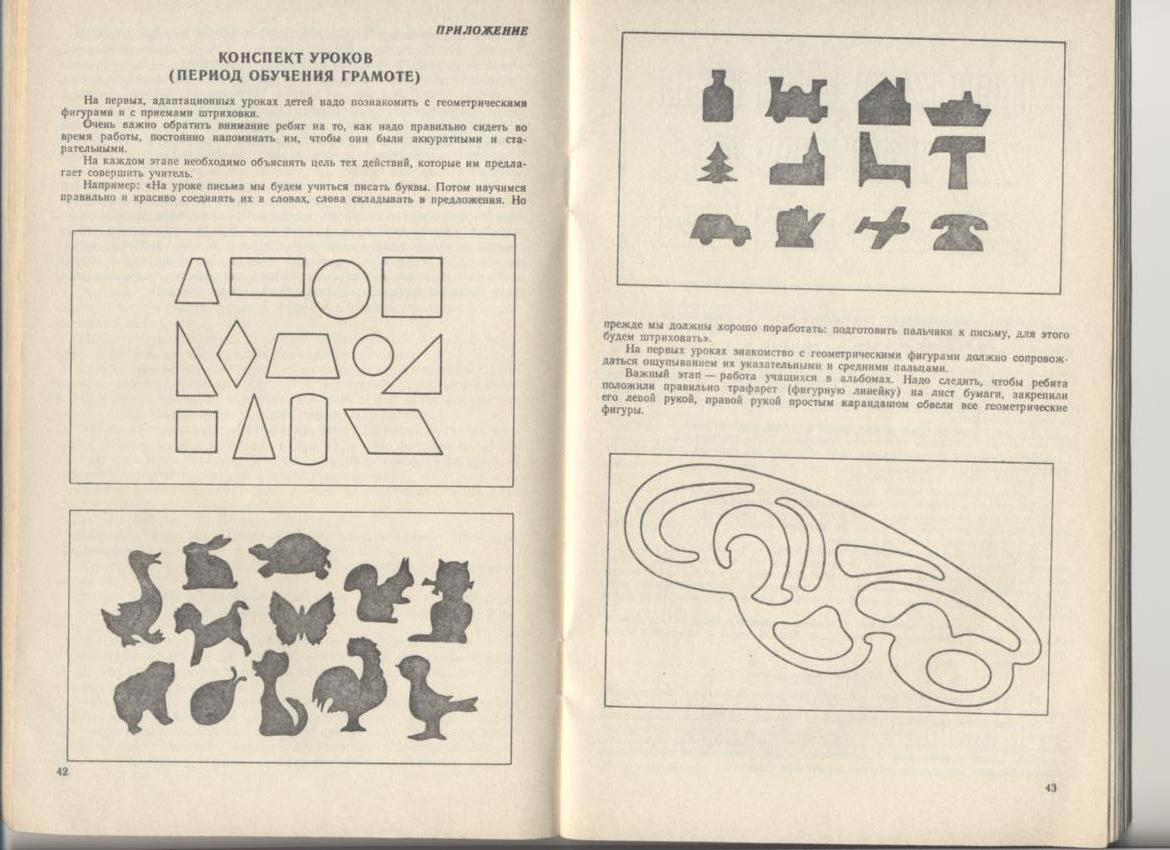 ПРИЛОЖЕНИЕ
КОНСПЕКТ УРОКОВ
(ПЕРИОД ОБУЧЕНИЯ ГРАМОТЕ)
На первых, адаптационных уроках детей надо познакомить с геометрическими
фигурами и с приемами штриховки.
Очень важно обратить внимание ребят на то, как надо правильно сидеть во
время работы, постоянно напоминать им, чтобы они были аккуратными и ста-
рательными.
На каждом этапе необходимо объяснять цель тех действий, которые им предла-
гает совершить учитель.
Например: «На уроке письма мы будем учиться писать буквы. Потом научимся
правильно и красиво соединять их в словах, слова складывать в предложения. Но
42
прежде мы должны хорошо поработать: подготовить пальчики к письму, для этого
будем штриховать».
На первых уроках знакомство с геометрическими фигурами должно сопровож-
даться ощупыванием их указательными и средними пальцами.
Важный этап — работа учащихся в альбомах. Надо следить, чтобы ребята
положили правильно трафарет (фигурную линейку) на лист бумаги, закрепили
его левой рукой, правой рукой простым карандашом обвели все геометрические
фигуры.
43